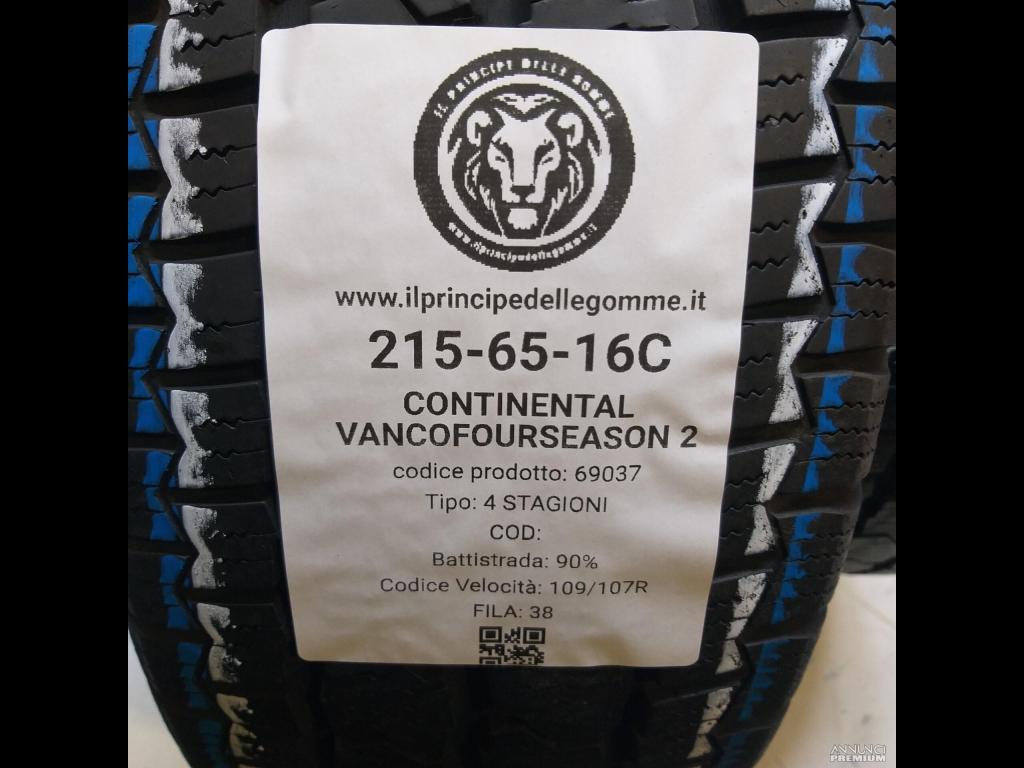 IL PRINCIPE DELLE GOMME
www.ilprincipedellegomme.it
www.ilprincipedellegomme.it
215-65-16C
CONTINENTAL
VANCOFOURSEASON 2
codice prodotto: 69037
Tipo: 4 STAGIONI
COD:
Battistrada: 90%
Codice Velocità: 109/107R
FILA: 38
ANNUNCI
PREMIUM